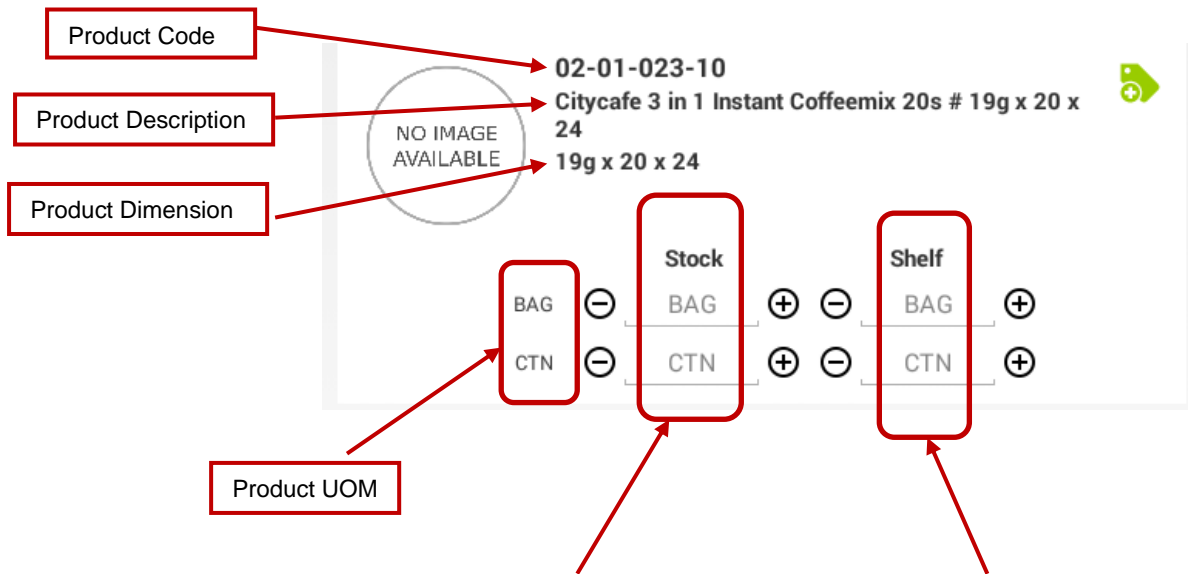 Product Code
02-01-023-10
Product Description
Citycafe 3 in 1 Instant Coffeemix 20s # 19g x 20 x
24
NO IMAGE
AVAILABLE
19g x 20 x 24
Product Dimension
Stock Shelf
BAG BAG BAG
CTN CTN CTN
Product UOM